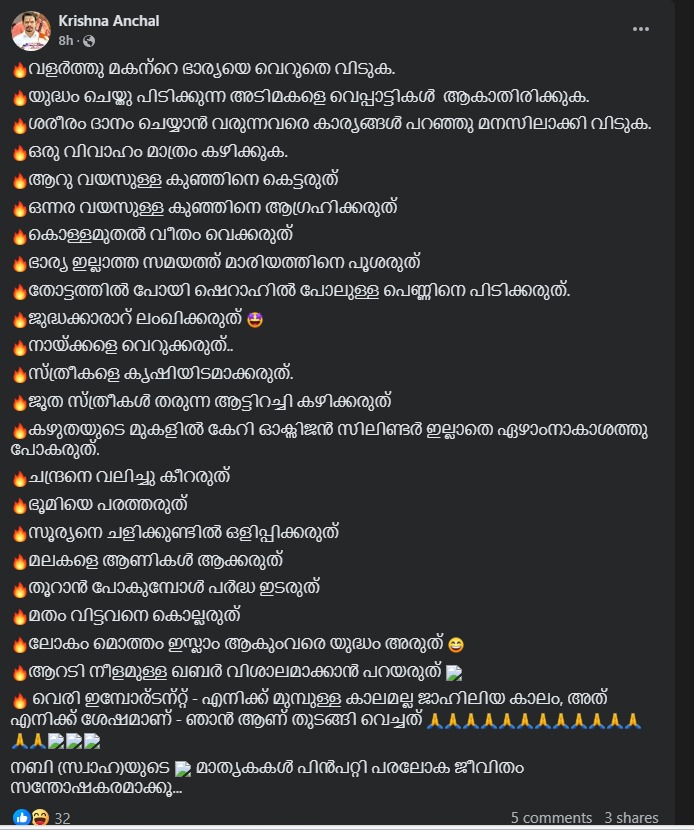 Krishna Anchal
8h
🔥വളർത്തു മകന്റെ ഭാര്യയെ വെറുതെ വിടുക.
🔥യുദ്ധം ചെയ്തു പിടിക്കുന്ന അടിമകളെ വെപ്പാട്ടികൾ ആകാതിരിക്കുക.
🔥ശരീരം ദാനം ചെയ്യാൻ വരുന്നവരെ കാര്യങ്ങൾ പറഞ്ഞു മനസിലാക്കി വിടുക.
🔥ഒരു വിവാഹം മാത്രം കഴിക്കുക.
🔥ആറു വയസുള്ള കുഞ്ഞിനെ കെട്ടരുത്
🔥ഒന്നര വയസുള്ള കുഞ്ഞിനെ ആഗ്രഹിക്കരുത്
🔥കൊള്ളമുതൽ വീതം വെക്കരുത്
🔥ഭാര്യ ഇല്ലാത്ത സമയത്ത് മാരിയത്തിനെ പൂശരുത്
🔥തോട്ടത്തിൽ പോയി ഷെറാഹിൽ പോലുള്ള പെണ്ണിനെ പിടിക്കരുത്.
🔥ജുദ്ധക്കാരാറ് ലംഖിക്കരുത് 🤩
🔥നായ്ക്കളെ വെറുക്കരുത്..
🔥സ്ത്രീകളെ കൃഷിയിടമാക്കരുത്.
🔥ജൂത സ്ത്രീകൾ തരുന്ന ആട്ടിറച്ചി കഴിക്കരുത്
🔥കഴുതയുടെ മുകളിൽ കേറി ഓക്സിജൻ സിലിണ്ടർ ഇല്ലാതെ ഏഴാംനാകാശത്തു
പോകരുത്.
🔥ചന്ദ്രനെ വലിച്ചു കീറരുത്
🔥ഭൂമിയെ പരത്തരുത്
🔥സൂര്യനെ ചളിക്കുണ്ടിൽ ഒളിപ്പിക്കരുത്
🔥മലകളെ ആണികൾ ആക്കരുത്
🔥തൂറാൻ പോകുമ്പോൾ പർദ്ധ ഇടരുത്
🔥മതം വിട്ടവനെ കൊല്ലരുത്
🔥ലോകം മൊത്തം ഇസ്ലാം ആകുംവരെ യുദ്ധം അരുത് 😅
🔥ആറടി നീളമുള്ള ഖബർ വിശാലമാക്കാൻ പറയരുത്
🔥 വെരി ഇമ്പോർടന്റ്റ് - എനിക്ക് മുമ്പുള്ള കാലമല്ല ജാഹിലിയ കാലം, അത്
എനിക്ക് ശേഷമാണ് - ഞാൻ ആണ് തുടങ്ങി വെച്ചത് 🙏🙏🙏🙏🙏🙏🙏🙏🙏🙏🙏🙏
🙏🙏
നബി (സ്വാഹ)യുടെ മാതൃകകൾ പിൻപറ്റി പരലോക ജീവിതം
സന്തോഷകരമാക്കൂ...
32
5 comments 3 shares